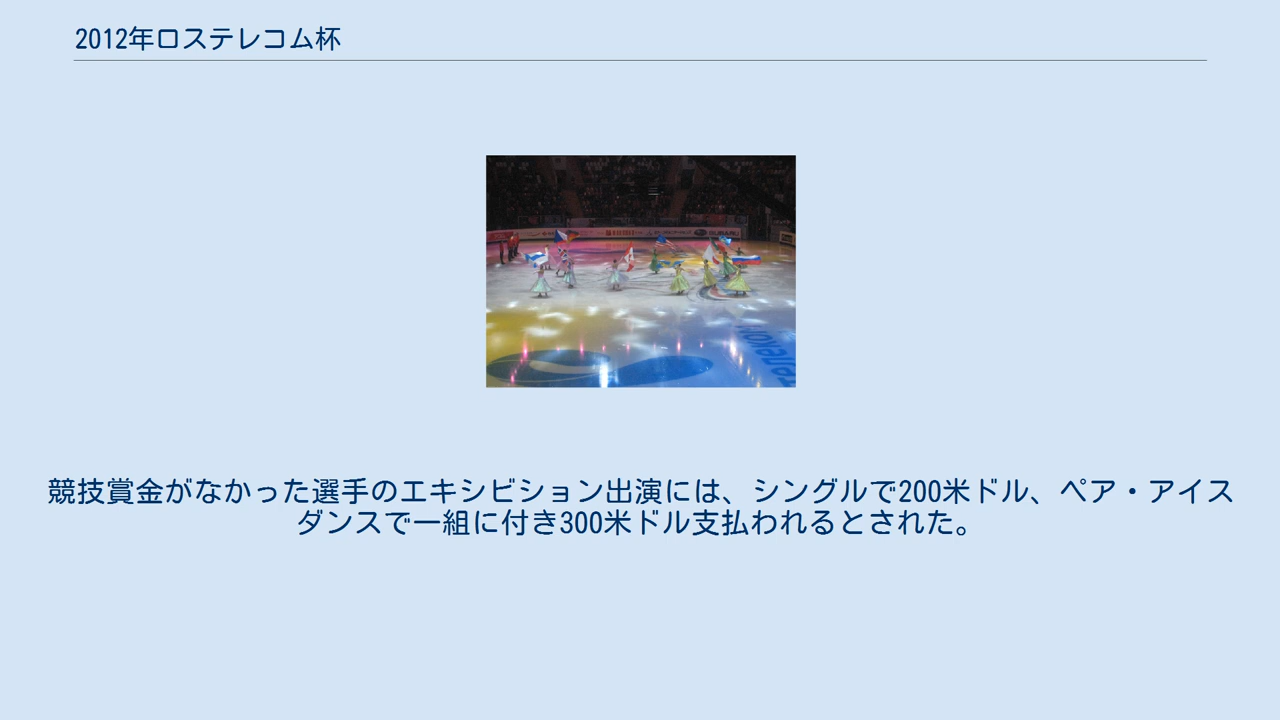 2012年ロステレコム杯
SUBARU
競技賞金がなかった選手のエキシビション出演には、シングルで200米ドル、ペア・アイス
ダンスで一組に付き300米ドル支払われるとされた。